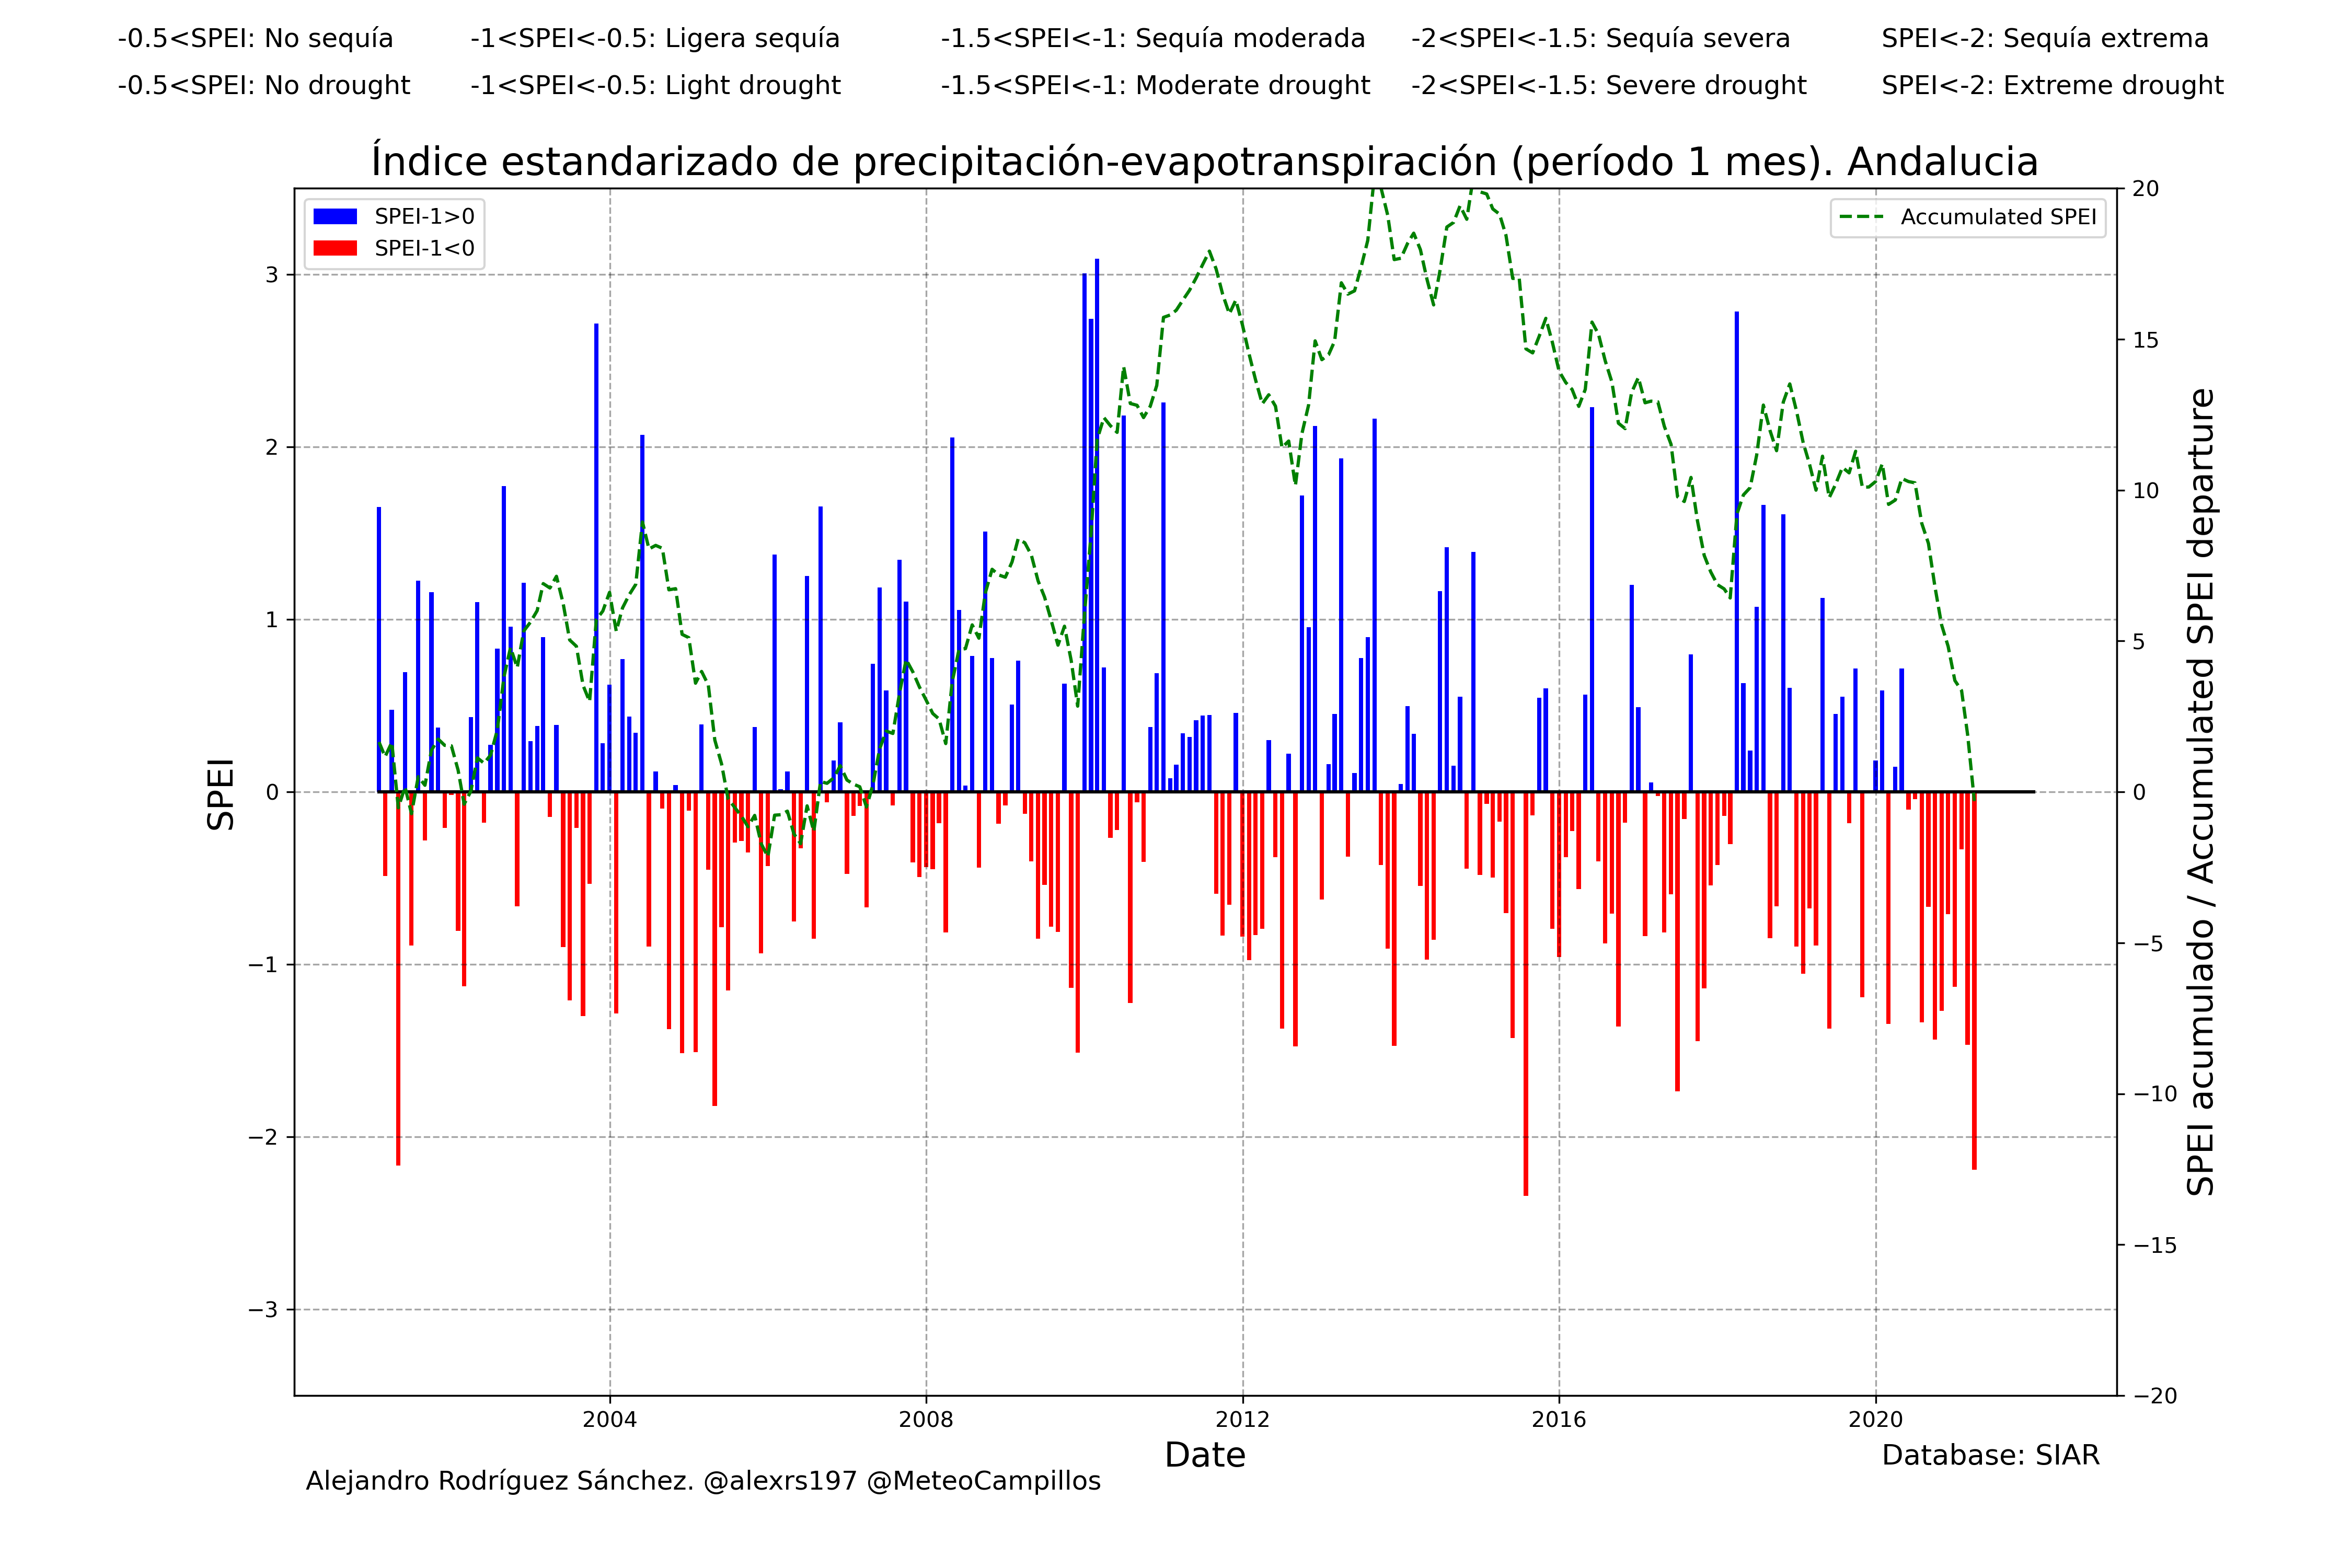 -0.5<SPEI: No sequía -1<SPEI<-0.5: Ligera sequía -1.5<SPEI<-1: Sequía moderada -2<SPEI<-1.5: Sequía severa SPEI<-2: Sequía extrema
-0.5<SPEI: No drought -1<SPEI<-0.5: Light drought -1.5<SPEI<-1: Moderate drought -2<SPEI<-1.5: Severe drought SPEI<-2: Extreme drought
Índice estandarizado de precipitación-evapotranspiración (período 1 mes). Andalucia
SPEI-1>0
SPEI-1<0
Accumulated SPEI
SPEI
3
2
1
0
−1
−2
−3
20
15
10
5
0
−5
−10
−15
−20
SPEI acumulado / Accumulated SPEI departure
2004 2008 2012 2016 2020
Date
Database: SIAR
Alejandro Rodríguez Sánchez. @alexrs197 @MeteoCampillos